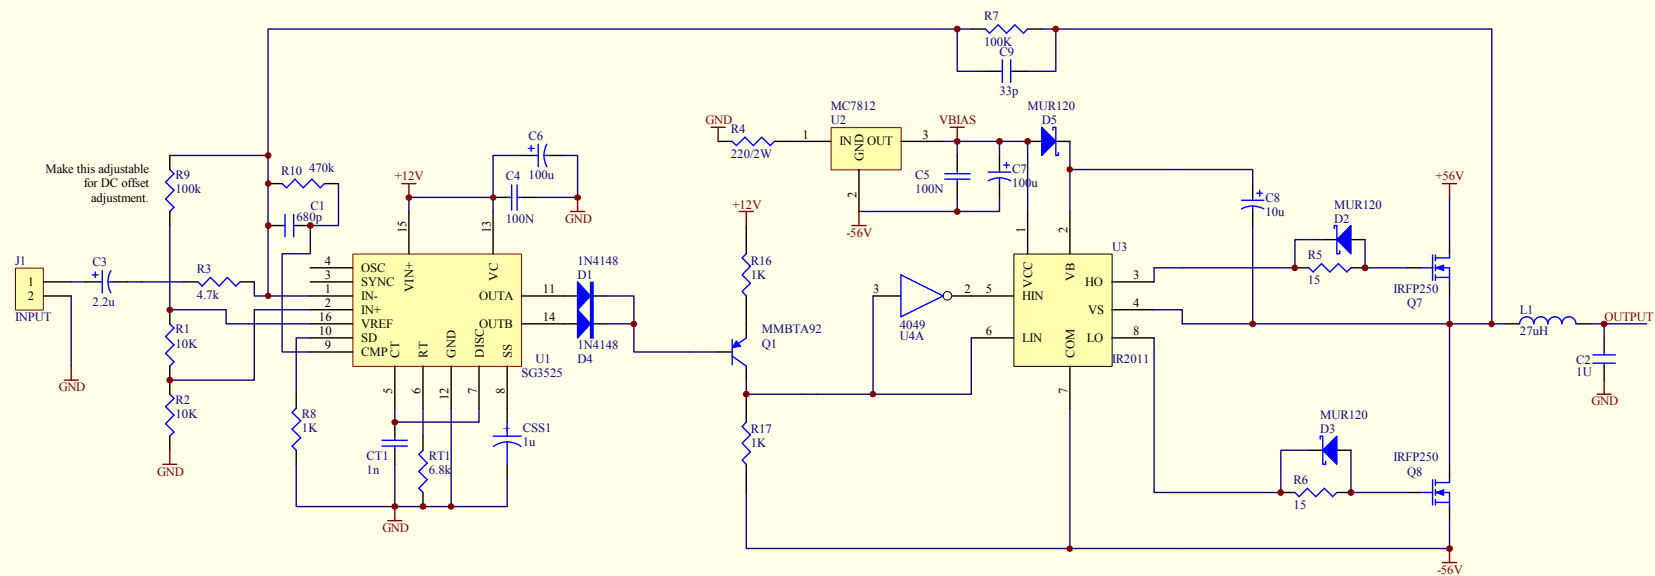 R7
100K
C9
33p
MC7812
U2
VBIAS
MUR120
D5
GND
R4
220/2W
1
IN
GND
OUT
3
2
-56V
C5
100N
C7
100u
C6
100u
C4
100N
GND
+12V
15
13
Make this adjustable
for DC offset
adjustment.
R9
100k
R10
470k
C1
680p
J1
1
2
INPUT
GND
C3
2.2u
R3
4.7k
R1
10K
R2
10K
GND
4
3
1
2
16
10
9
OSC
SYNC
IN-
IN+
VREF
SD
CMP
VIN+
VC
OUTA
OUTB
CT
RT
GND
DISC
SS
11
14
U1
SG3525
5
6
12
7
8
R8
1K
CT1
1n
RT1
6.8k
CSS1
1u
GND
1N4148
D1
1N4148
D4
+12V
R16
1K
MMBTA92
Q1
R17
1K
3
2
4049
U4A
5
6
1
2
U3
VCC
VB
HIN
LIN
HO
VS
LO
COM
3
4
8
7
IR2011
C8
10u
MUR120
D2
R5
15
+56V
IRFP250
Q7
MUR120
D3
R6
15
IRFP250
Q8
-56V
L1
27uH
OUTPUT
C2
1U
GND